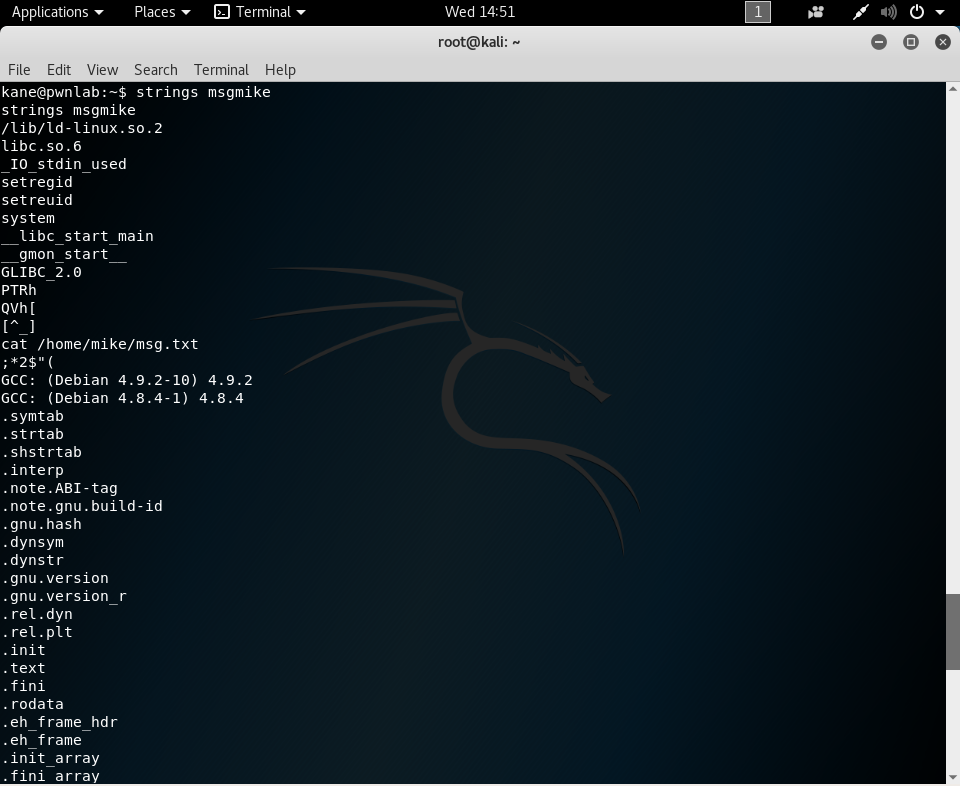 Applications Places Terminal Wed 14:51 1
root@kali: ~
File Edit View Search Terminal Help
kane@pwnlab:~$ strings msgmike
strings msgmike
/lib/ld-linux.so.2
libc.so.6
_IO_stdin_used
setregid
setreuid
system
__libc_start_main
__gmon_start__
GLIBC_2.0
PTRh
QVh[
[^_]
cat /home/mike/msg.txt
;*2$"(
GCC: (Debian 4.9.2-10) 4.9.2
GCC: (Debian 4.8.4-1) 4.8.4
.symtab
.strtab
.shstrtab
.interp
.note.ABI-tag
.note.gnu.build-id
.gnu.hash
.dynsym
.dynstr
.gnu.version
.gnu.version_r
.rel.dyn
.rel.plt
.init
.text
.fini
.rodata
.eh_frame_hdr
.eh_frame
.init_array
.fini_array